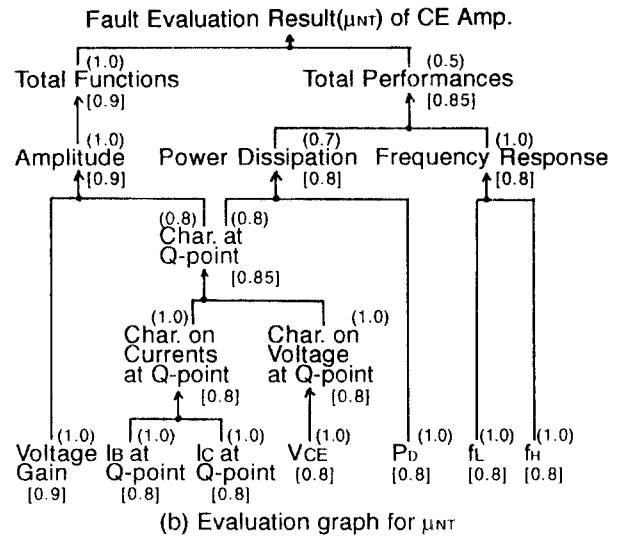 Fault Evaluation Result(μNT) of CE Amp.
(1.0) (0.5)
Total Functions Total Performances
[0.9] [0.85]
(1.0) (0.7) (1.0)
Amplitude Power Dissipation Frequency Response
[0.9] [0.8] [0.8]
(0.8) (0.8)
Char. at
Q-point
[0.85]
(1.0) (1.0)
Char. on Char. on
Currents Voltage
at Q-point at Q-point
[0.8] [0.8]
(1.0) (1.0) (1.0) (1.0) (1.0) (1.0) (1.0)
Voltage IB at IC at VCE PD fL fH
Gain Q-point Q-point [0.8] [0.8] [0.8] [0.8]
[0.9] [0.8] [0.8]
(b) Evaluation graph for μNT